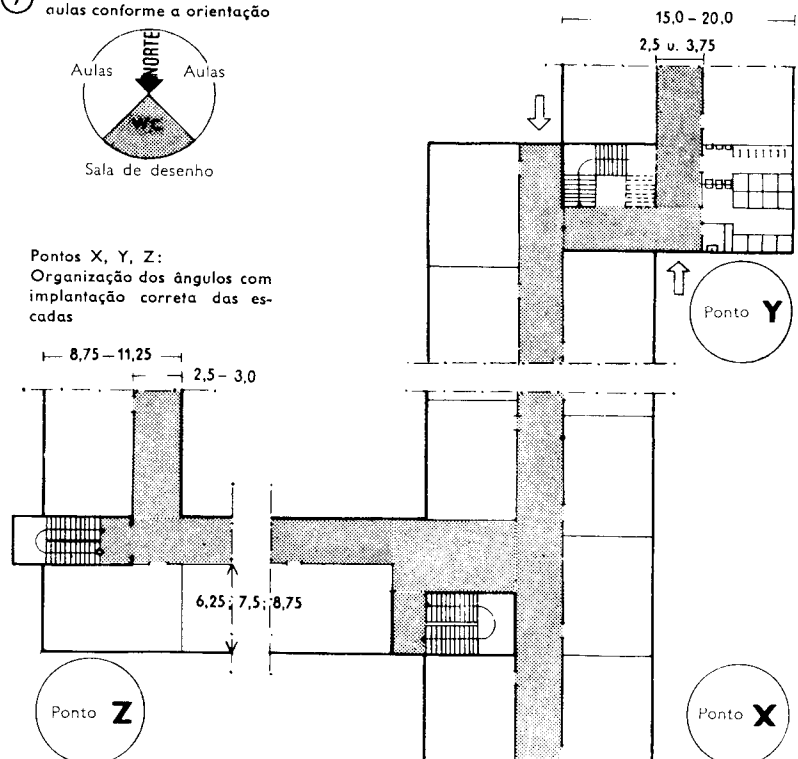 aulas conforme a orientação
NORTE
Aulas
Aulas
WC
Sala de desenho
15,0 - 20,0
2,5 u. 3,75
Pontos X, Y, Z:
Organização dos ângulos com
implantação correta das es-
cadas
Ponto Y
8,75-11,25
2,5 - 3,0
6,25; 7,5; 8,75
Ponto Z
Ponto X